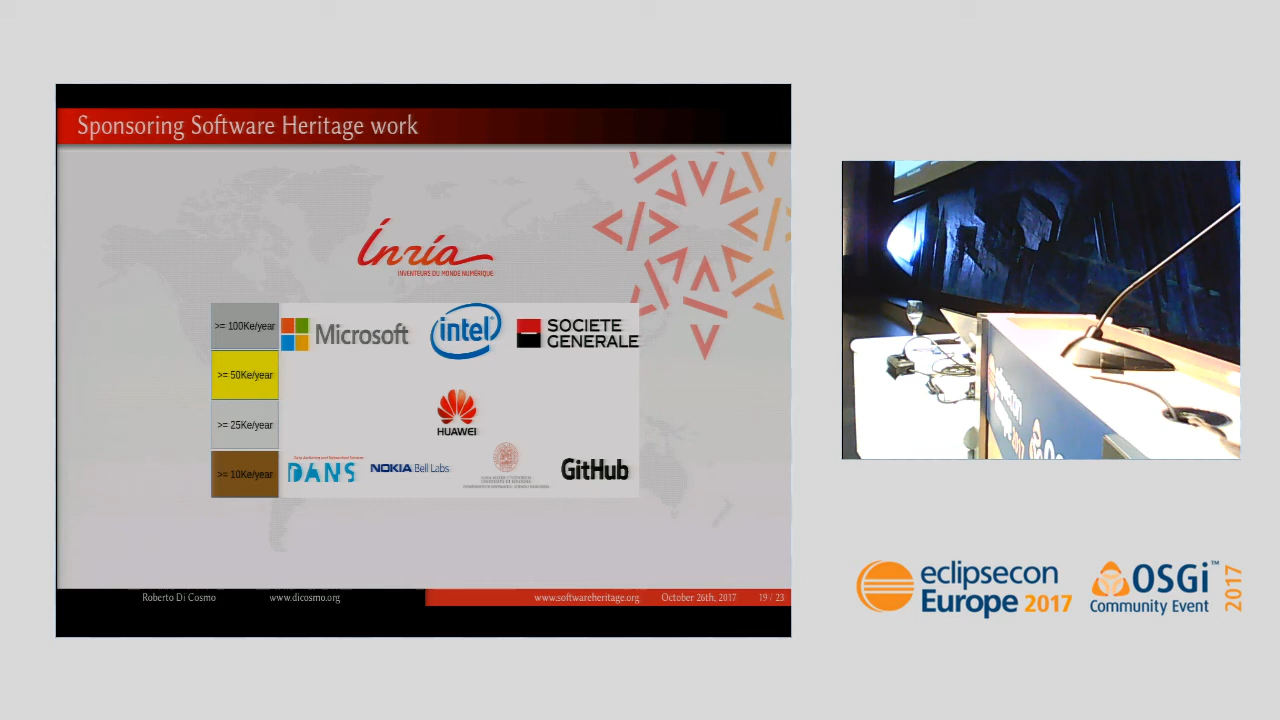 Sponsoring Software Heritage work
Inria
INVENTEURS DU MONDE NUMÉRIQUE
>= 100Ke/year
Microsoft
intel
SOCIETE
GENERALE
>= 50Ke/year
>= 25Ke/year
HUAWEI
>= 10Ke/year
DANS
NOKIA Bell Labs
GitHub
Roberto Di Cosmo
www.dicosmo.org
www.softwareheritage.org
October 26th, 2017
19 / 23
eclipsecon
Europe 2017
OSGi™
Community Event
2017